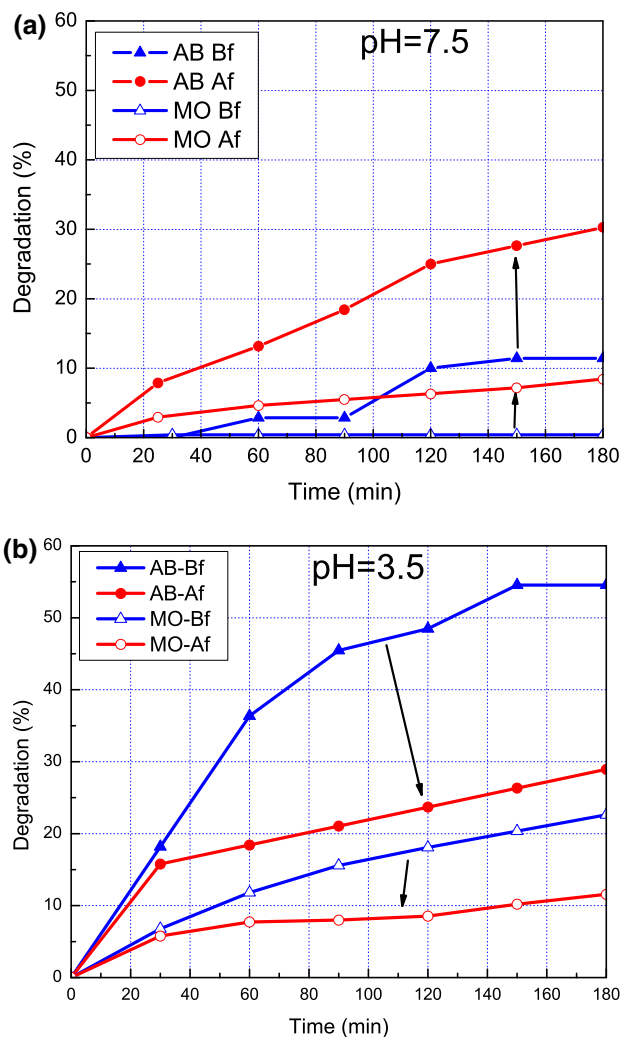 (a)
pH=7.5
AB Bf
AB Af
MO Bf
MO Af
Degradation (%)
60
50
40
30
20
10
0
0 20 40 60 80 100 120 140 160 180
Time (min)
(b)
pH=3.5
AB-Bf
AB-Af
MO-Bf
MO-Af
Degradation (%)
60
50
40
30
20
10
0
0 20 40 60 80 100 120 140 160 180
Time (min)